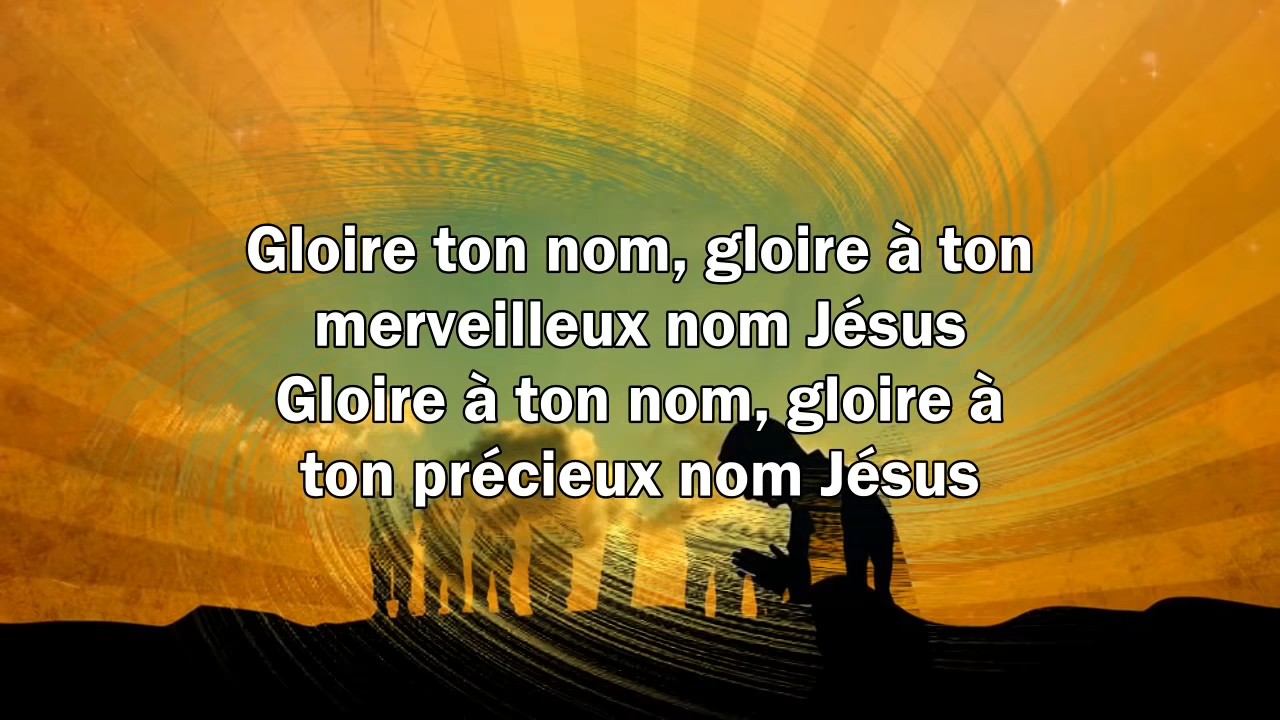 Gloire ton nom, gloire à ton
merveilleux nom Jésus
Gloire à ton nom, gloire à
ton précieux nom Jésus